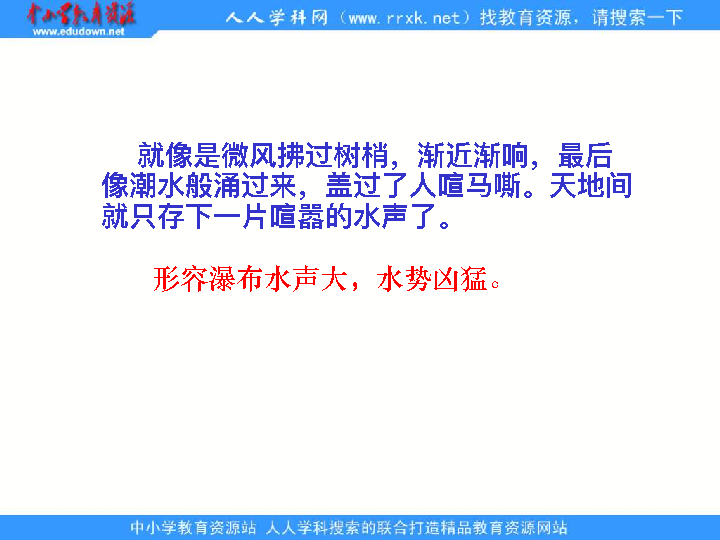 中小学教育资源
www.edudown.net
人人学科网（www.rrxk.net）找教育资源，请搜索一下
就像是微风拂过树梢，渐近渐响，最后
像潮水般涌过来，盖过了人喧马嘶。天地间
就只存下一片喧嚣的水声了。
形容瀑布水声大，水势凶猛。
中小学教育资源站 人人学科搜索的联合打造精品教育资源网站